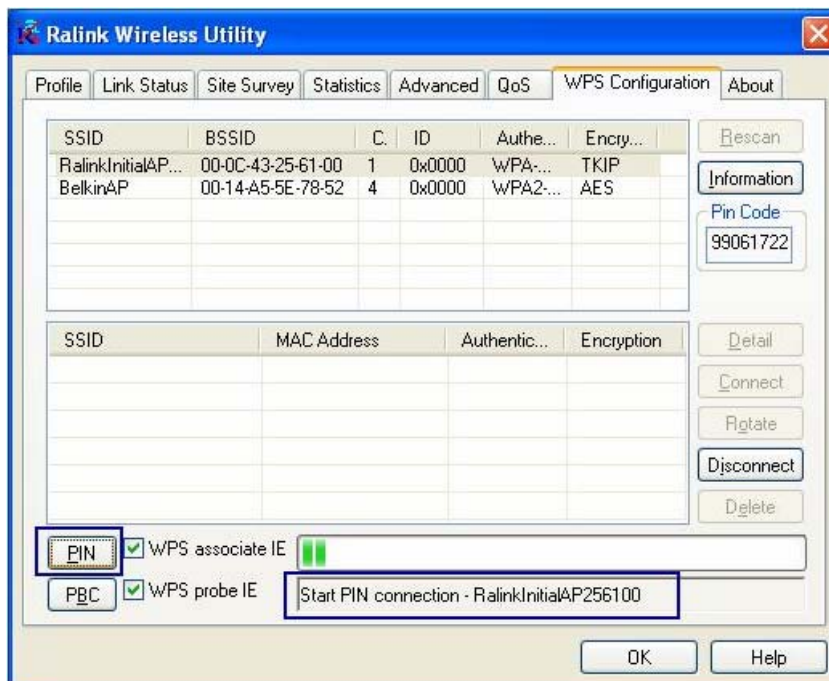 Ralink Wireless Utility
Profile Link Status Site Survey Statistics Advanced QoS WPS Configuration About
SSID BSSID C. ID Authe... Encry...
RalinkInitialAP... 00-0C-43-25-61-00 1 0x0000 WPA-... TKIP
BelkinAP 00-14-A5-5E-78-52 4 0x0000 WPA2-... AES
Rescan
Information
Pin Code
99061722
SSID MAC Address Authentic... Encryption
Detail
Connect
Rotate
Disconnect
Delete
PIN WPS associate IE
PBC WPS probe IE Start PIN connection - RalinkInitialAP256100
OK Help